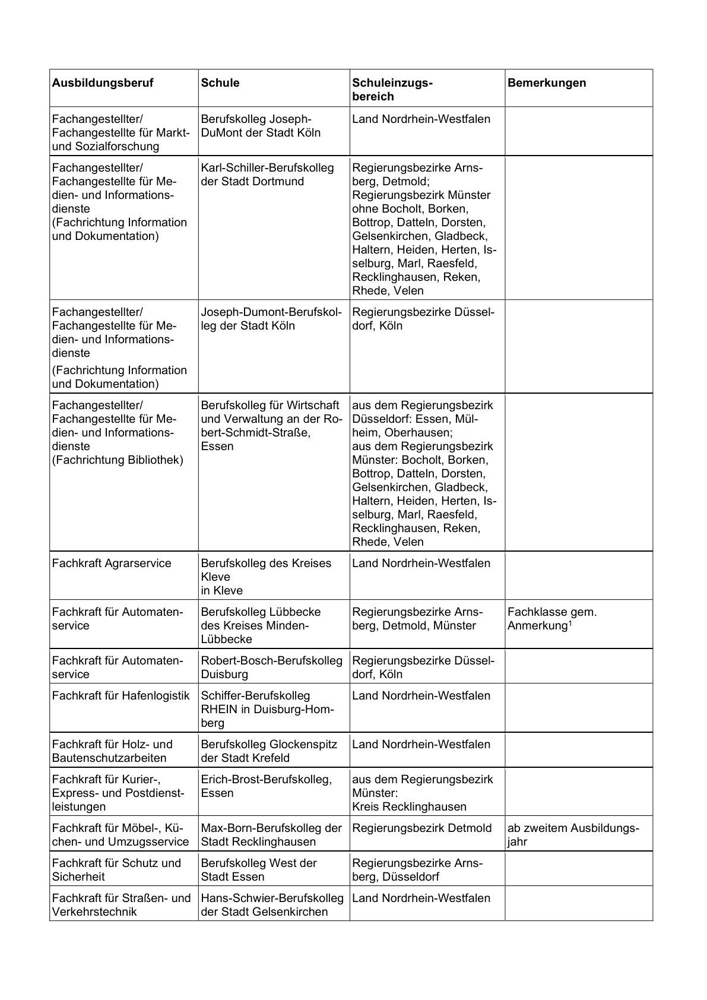 Ausbildungsberuf
Schule
Schuleinzugs-
bereich
Bemerkungen
Fachangestellter/
Fachangestellte für Markt-
und Sozialforschung
Berufskolleg Joseph-
DuMont der Stadt Köln
Land Nordrhein-Westfalen
Fachangestellter/
Fachangestellte für Me-
dien- und Informations-
dienste
(Fachrichtung Information
und Dokumentation)
Karl-Schiller-Berufskolleg
der Stadt Dortmund
Regierungsbezirke Arns-
berg, Detmold;
Regierungsbezirk Münster
ohne Bocholt, Borken,
Bottrop, Datteln, Dorsten,
Gelsenkirchen, Gladbeck,
Haltern, Heiden, Herten, Is-
selburg, Marl, Raesfeld,
Recklinghausen, Reken,
Rhede, Velen
Fachangestellter/
Fachangestellte für Me-
dien- und Informations-
dienste
(Fachrichtung Information
und Dokumentation)
Joseph-Dumont-Berufskol-
leg der Stadt Köln
Regierungsbezirke Düssel-
dorf, Köln
Fachangestellter/
Fachangestellte für Me-
dien- und Informations-
dienste
(Fachrichtung Bibliothek)
Berufskolleg für Wirtschaft
und Verwaltung an der Ro-
bert-Schmidt-Straße,
Essen
aus dem Regierungsbezirk
Düsseldorf: Essen, Mül-
heim, Oberhausen;
aus dem Regierungsbezirk
Münster: Bocholt, Borken,
Bottrop, Datteln, Dorsten,
Gelsenkirchen, Gladbeck,
Haltern, Heiden, Herten, Is-
selburg, Marl, Raesfeld,
Recklinghausen, Reken,
Rhede, Velen
Fachkraft Agrarservice
Berufskolleg des Kreises
Kleve
in Kleve
Land Nordrhein-Westfalen
Fachkraft für Automaten-
service
Berufskolleg Lübbecke
des Kreises Minden-
Lübbecke
Regierungsbezirke Arns-
berg, Detmold, Münster
Fachklasse gem.
Anmerkung¹
Fachkraft für Automaten-
service
Robert-Bosch-Berufskolleg
Duisburg
Regierungsbezirke Düssel-
dorf, Köln
Fachkraft für Hafenlogistik
Schiffer-Berufskolleg
RHEIN in Duisburg-Hom-
berg
Land Nordrhein-Westfalen
Fachkraft für Holz- und
Bautenschutzarbeiten
Berufskolleg Glockenspitz
der Stadt Krefeld
Land Nordrhein-Westfalen
Fachkraft für Kurier-,
Express- und Postdienst-
leistungen
Erich-Brost-Berufskolleg,
Essen
aus dem Regierungsbezirk
Münster:
Kreis Recklinghausen
Fachkraft für Möbel-, Kü-
chen- und Umzugsservice
Max-Born-Berufskolleg der
Stadt Recklinghausen
Regierungsbezirk Detmold
ab zweitem Ausbildungs-
jahr
Fachkraft für Schutz und
Sicherheit
Berufskolleg West der
Stadt Essen
Regierungsbezirke Arns-
berg, Düsseldorf
Fachkraft für Straßen- und
Verkehrstechnik
Hans-Schwier-Berufskolleg
der Stadt Gelsenkirchen
Land Nordrhein-Westfalen